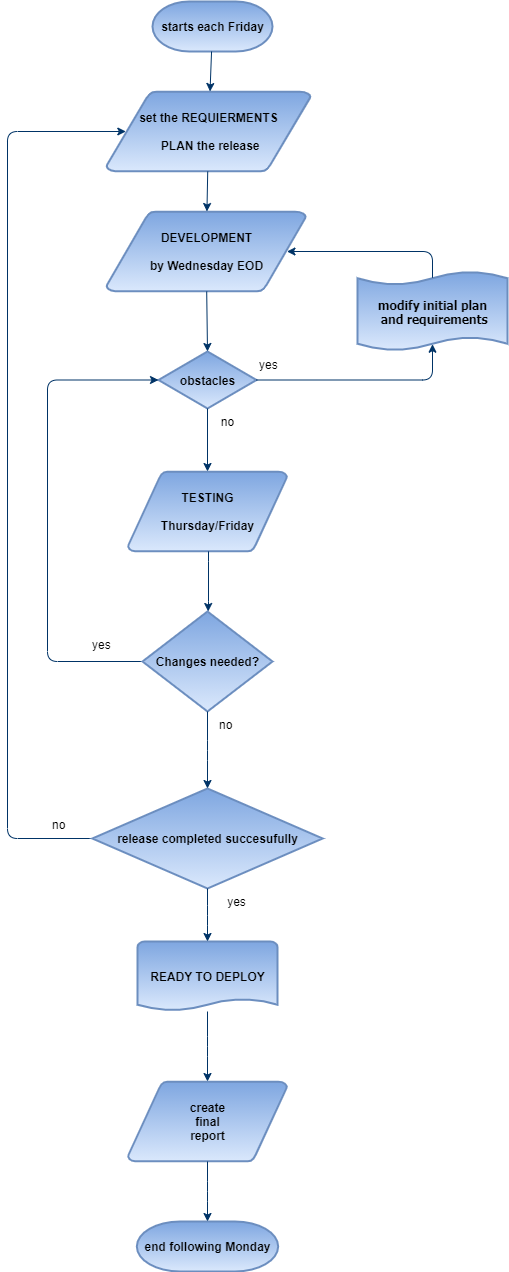 starts each Friday
set the REQUIERMENTS
PLAN the release
DEVELOPMENT
by Wednesday EOD
modify initial plan
and requirements
obstacles
yes
no
TESTING
Thursday/Friday
yes
Changes needed?
no
no
release completed succesufully
yes
READY TO DEPLOY
create
final
report
end following Monday